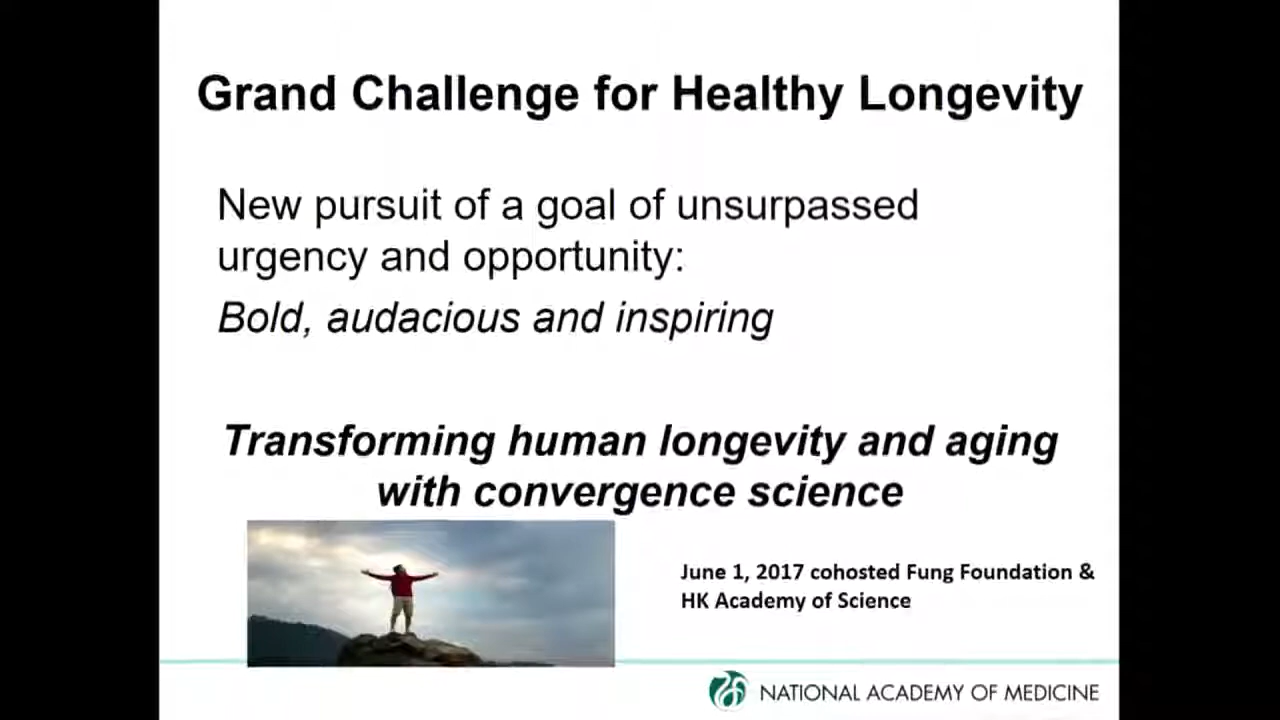 Grand Challenge for Healthy Longevity
New pursuit of a goal of unsurpassed
urgency and opportunity:
Bold, audacious and inspiring
Transforming human longevity and aging
with convergence science
June 1, 2017 cohosted Fung Foundation &
HK Academy of Science
NATIONAL ACADEMY OF MEDICINE